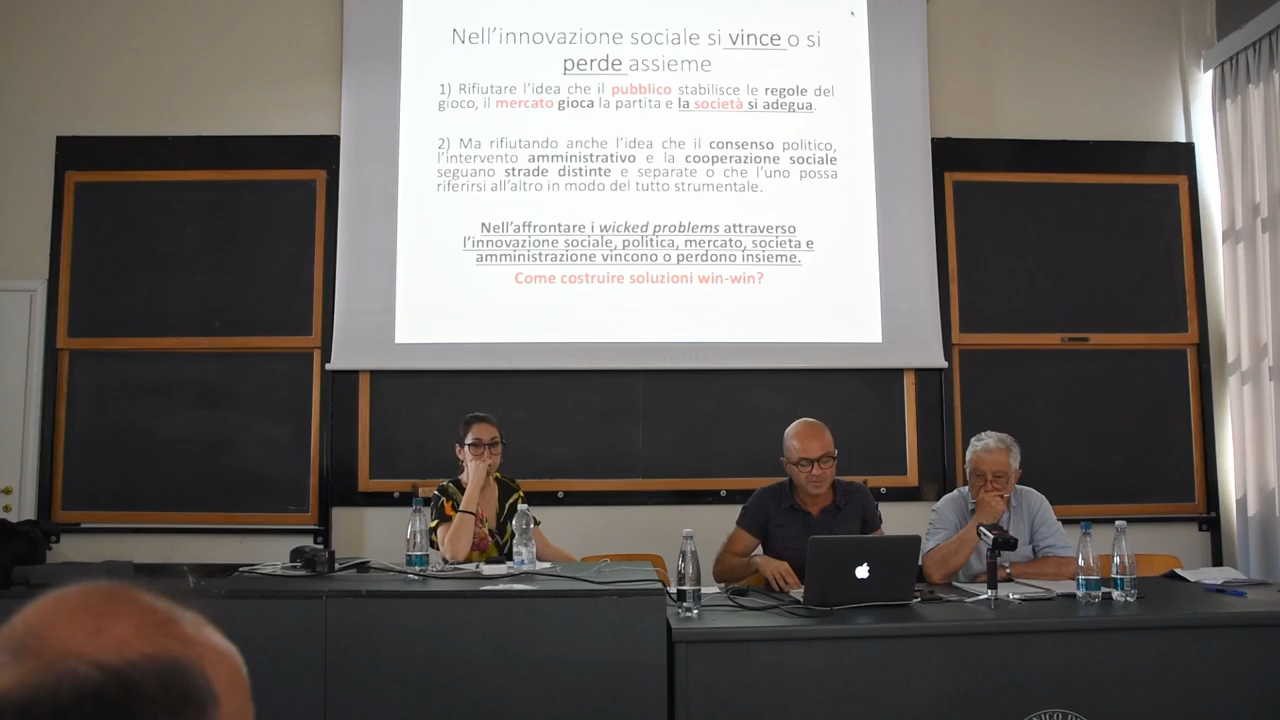 Nell'innovazione sociale si vince o si
perde assieme
1) Rifiutare l'idea che il pubblico stabilisce le regole del
gioco, il mercato gioca la partita e la società si adegua.
2) Ma rifiutando anche l'idea che il consenso politico,
l'intervento amministrativo e la cooperazione sociale
seguano strade distinte e separate o che l'uno possa
riferirsi all'altro in modo del tutto strumentale.
Nell'affrontare i wicked problems attraverso
l'innovazione sociale, politica, mercato, societa e
amministrazione vincono o perdono insieme.
Come costruire soluzioni win-win?